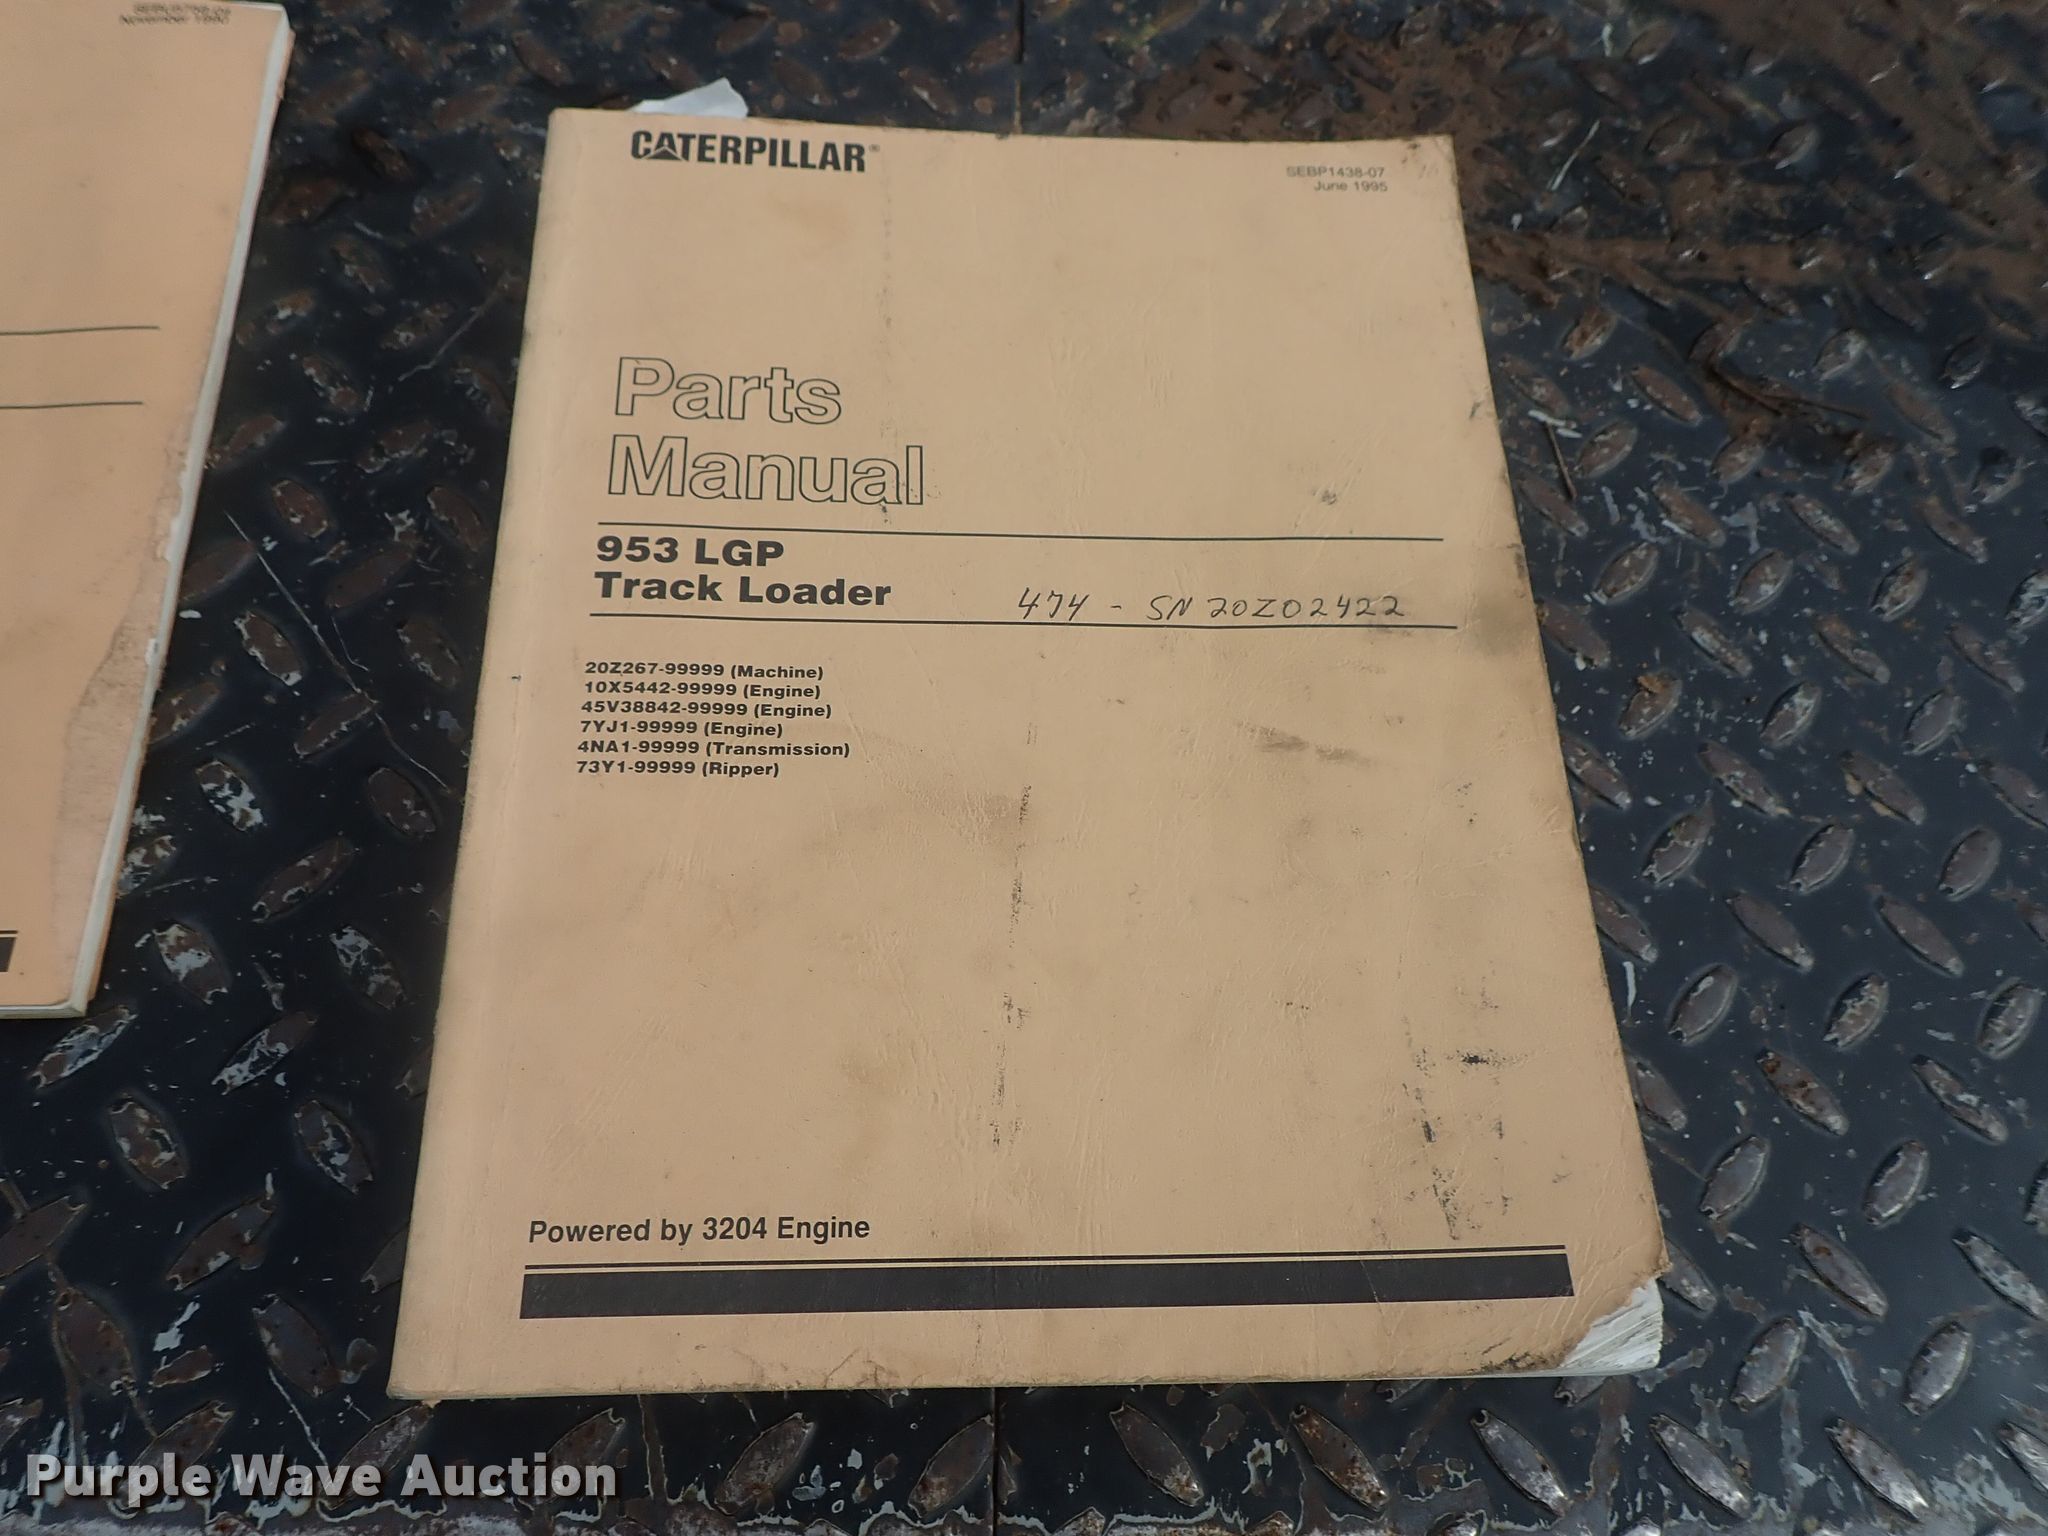 November 1990
CATERPILLAR®
SEBP1438-07
June 1995
Parts
Manual
953 LGP
Track Loader
474 - SN 20Z02422
20Z267-99999 (Machine)
10X5442-99999 (Engine)
45V38842-99999 (Engine)
7YJ1-99999 (Engine)
4NA1-99999 (Transmission)
73Y1-99999 (Ripper)
Powered by 3204 Engine
Purple Wave Auction